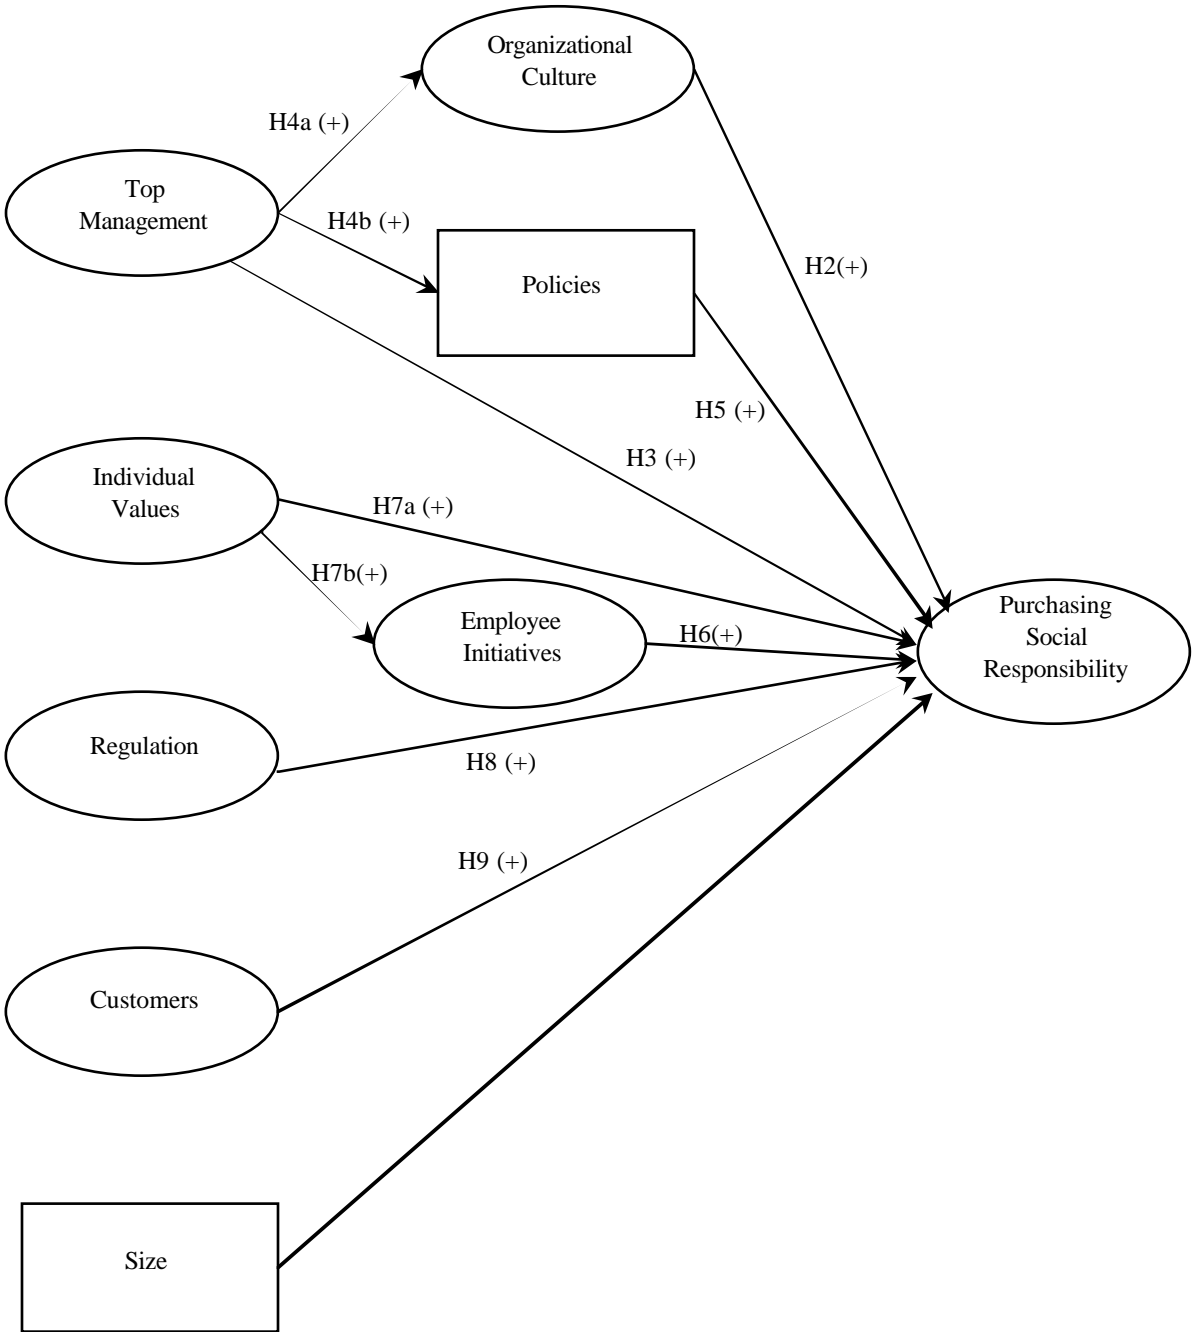 Organizational
Culture
H4a (+)
Top
Management
H4b (+)
H2(+)
Policies
H5 (+)
H3 (+)
Individual
Values
H7a (+)
H7b(+)
Employee
Initiatives
H6(+)
Purchasing
Social
Responsibility
Regulation
H8 (+)
H9 (+)
Customers
Size